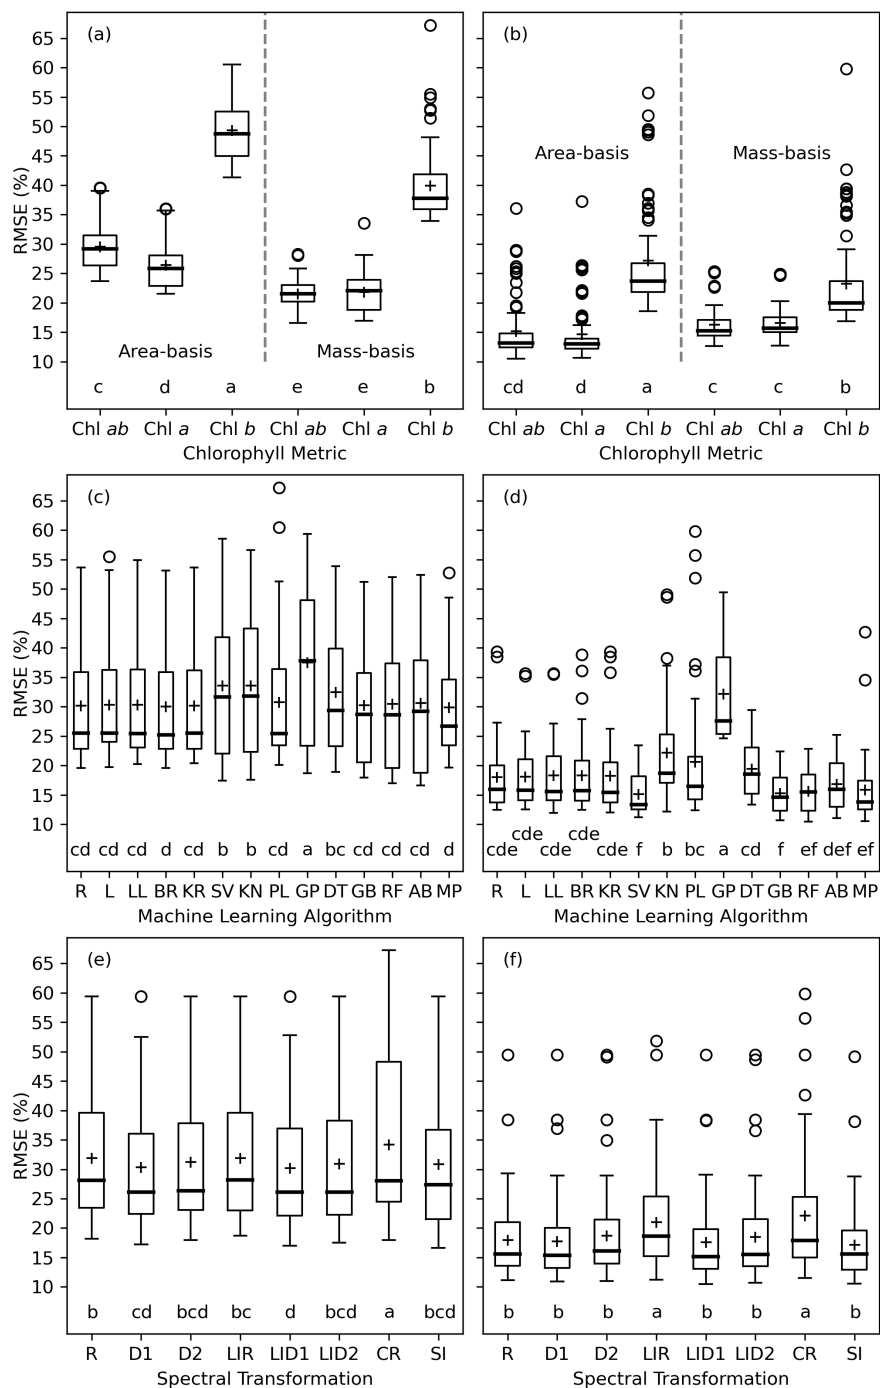 (a)
65
60
55
50
45
40
35
30
25
20
15
10
RMSE (%)
Area-basis
Mass-basis
c d a e e b
Chl ab Chl a Chl b Chl ab Chl a Chl b
Chlorophyll Metric
(b)
Area-basis
Mass-basis
cd d a c c b
Chl ab Chl a Chl b Chl ab Chl a Chl b
Chlorophyll Metric
(c)
65
60
55
50
45
40
35
30
25
20
15
10
RMSE (%)
cd cd cd d cd b b cd a bc cd cd cd d
R L LL BR KR SV KN PL GP DT GB RF AB MP
Machine Learning Algorithm
(d)
cde cde cde cde cde f b bc a cd f ef def ef
R L LL BR KR SV KN PL GP DT GB RF AB MP
Machine Learning Algorithm
(e)
65
60
55
50
45
40
35
30
25
20
15
10
RMSE (%)
b cd bcd bc d bcd a bcd
R D1 D2 LIR LID1 LID2 CR SI
Spectral Transformation
(f)
b b b a b b a b
R D1 D2 LIR LID1 LID2 CR SI
Spectral Transformation